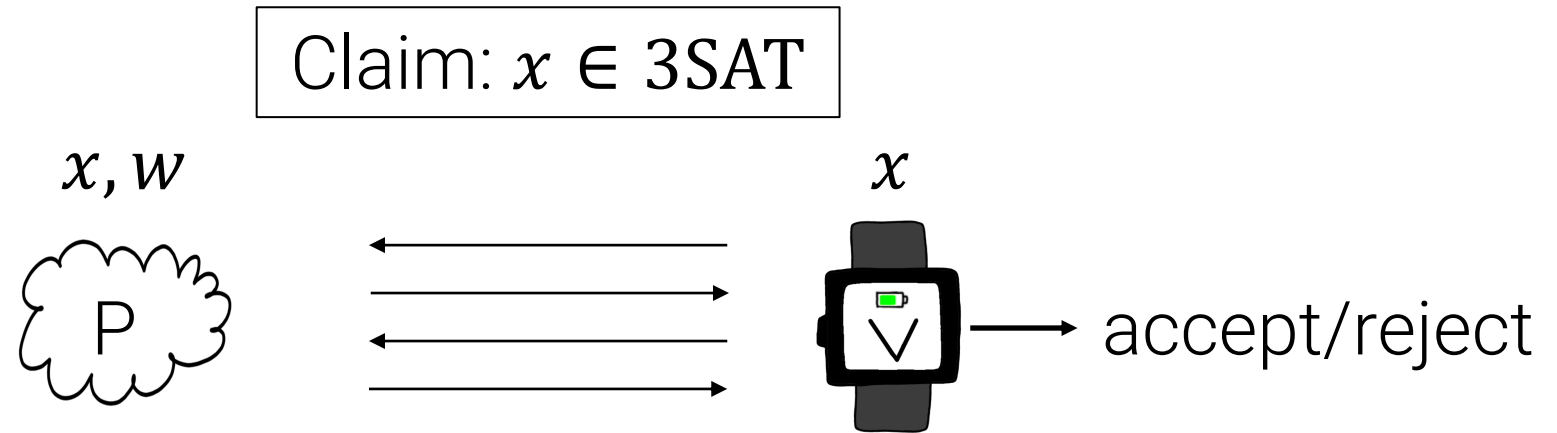 Claim: x ∈ 3SAT
x, w
x
P
V
accept/reject